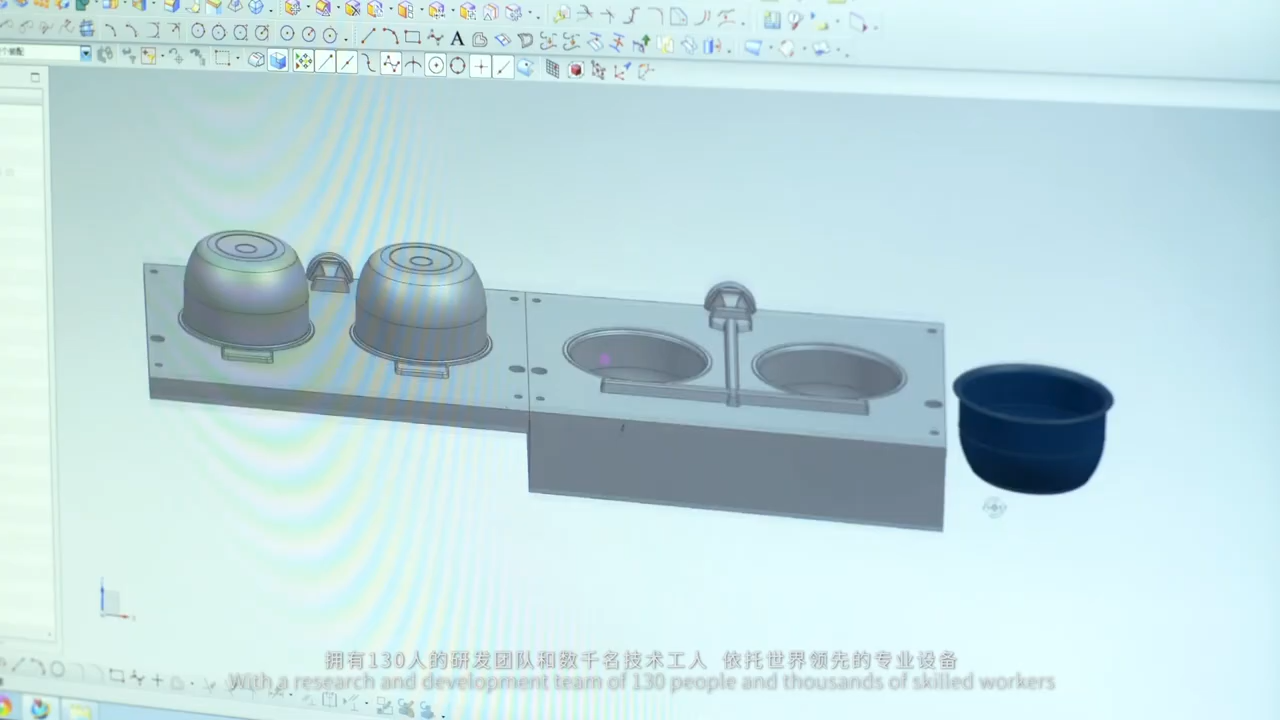 A
拥有130人的研发团队和数千名技术工人 依托世界领先的专业设备
With a research and development team of 130 people and thousands of skilled workers